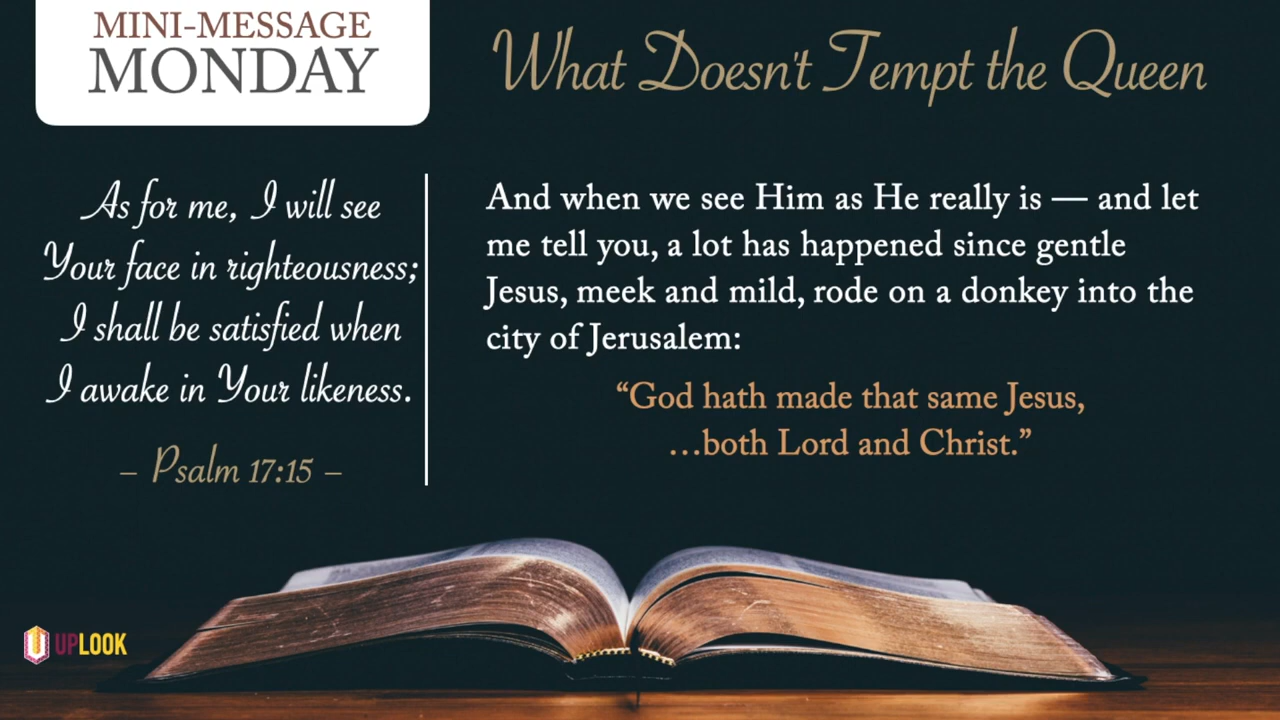 MINI-MESSAGE
MONDAY
What Doesn't Tempt the Queen
As for me, I will see
Your face in righteousness;
I shall be satisfied when
I awake in Your likeness.
– Psalm 17:15 –
And when we see Him as He really is — and let
me tell you, a lot has happened since gentle
Jesus, meek and mild, rode on a donkey into the
city of Jerusalem:
“God hath made that same Jesus,
…both Lord and Christ.”
UPLOOK